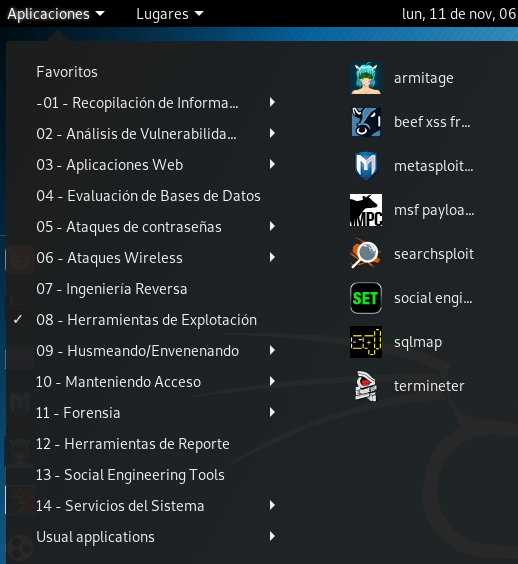 Aplicaciones Lugares lun, 11 de nov, 06
Favoritos
-01 - Recopilación de Informa...
02 - Análisis de Vulnerabilida...
03 - Aplicaciones Web
04 - Evaluación de Bases de Datos
05 - Ataques de contraseñas
06 - Ataques Wireless
07 - Ingeniería Reversa
08 - Herramientas de Explotación
09 - Husmeando/Envenenando
10 - Manteniendo Acceso
11 - Forensia
12 - Herramientas de Reporte
13 - Social Engineering Tools
14 - Servicios del Sistema
Usual applications
armitage
beef xss fr...
metasploit...
MPC
msf payloa...
searchsploit
SET
social engi...
sql
sqlmap
termineter